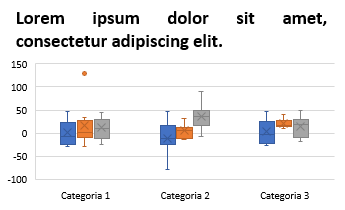 Lorem ipsum dolor sit amet,
consectetur adipiscing elit.
150
100
50
0
-50
-100
Categoria 1 Categoria 2 Categoria 3